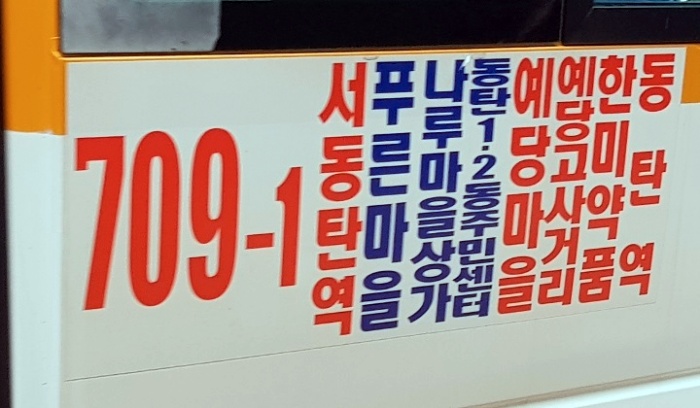 709-1
서동탄역
푸른마을
나루마을상가
동탄1·2동주민센터
예당마을
예당고사거리
한미약품
동탄역